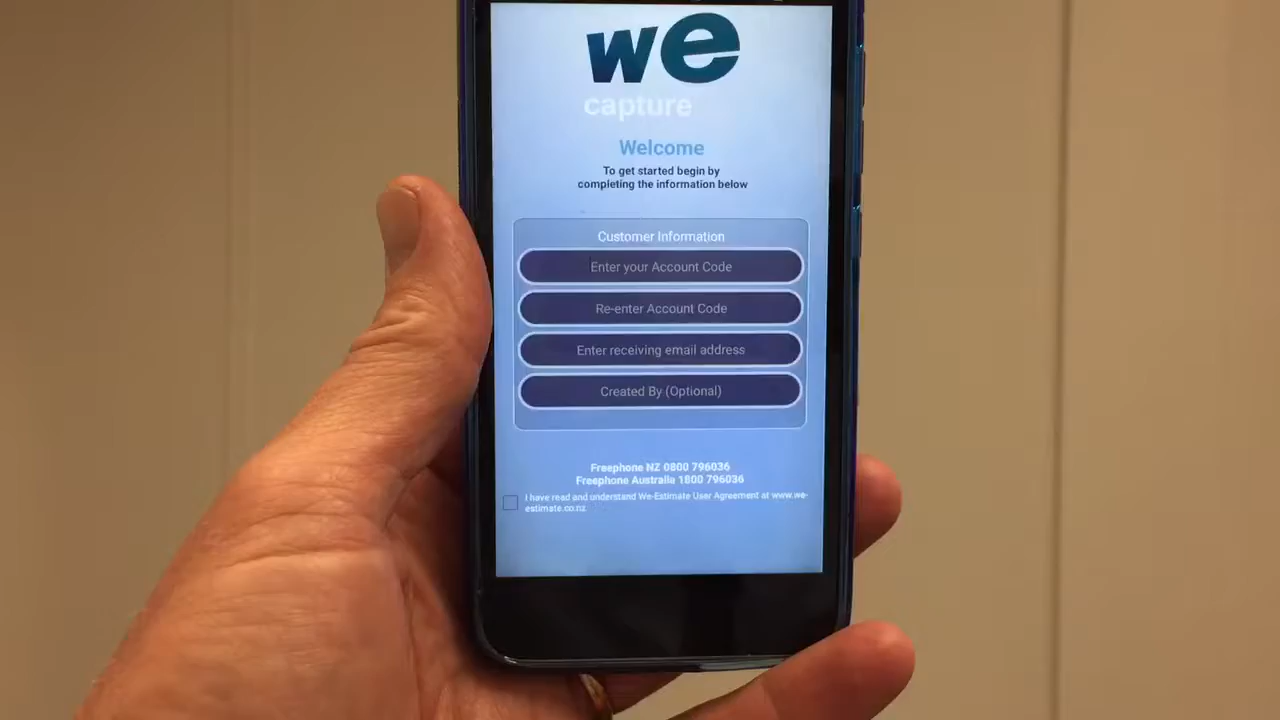 we
capture
Welcome
To get started begin by
completing the information below
Customer Information
Enter your Account Code
Re-enter Account Code
Enter receiving email address
Created By (Optional)
Freephone NZ 0800 796036
Freephone Australia 1800 796036
I have read and understand We-Estimate User Agreement at www.we-
estimate.co.nz